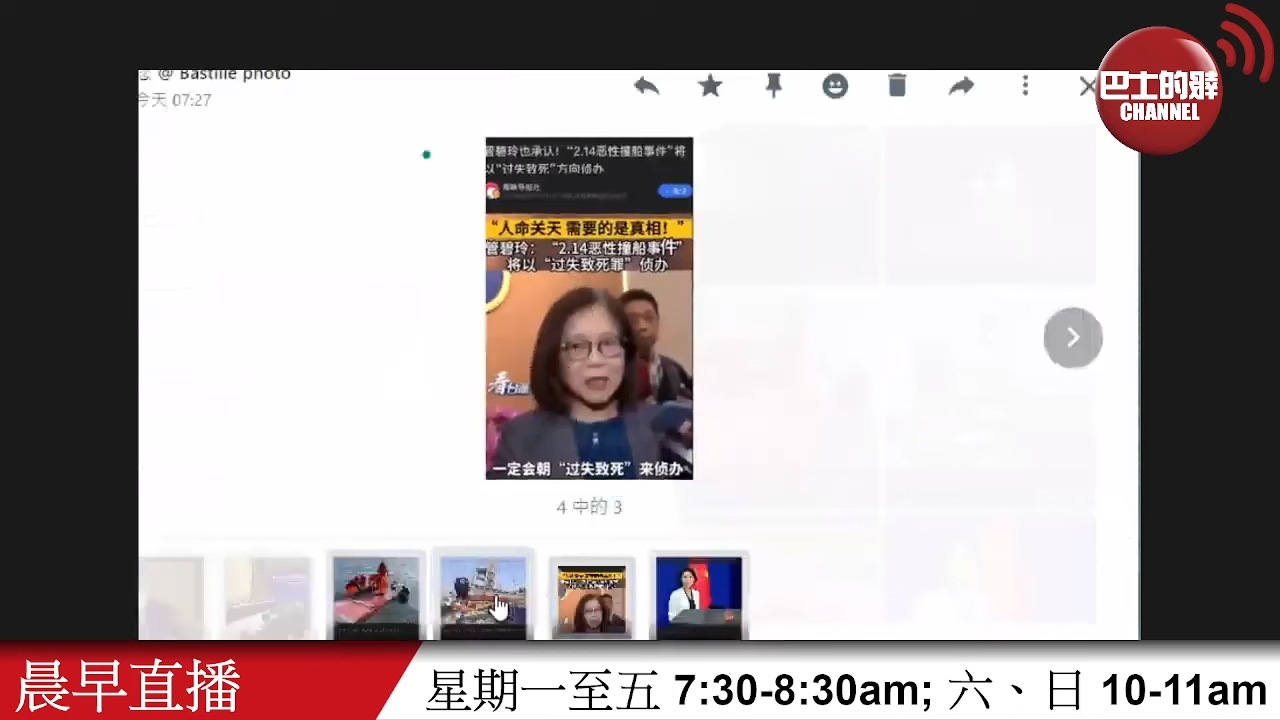 @ Bastille photo
今天 07:27
巴士的報
CHANNEL
管碧玲也承认！“2.14恶性撞船事件”将
以“过失致死”方向侦办
“人命关天 需要的是真相！”
管碧玲：“2.14恶性撞船事件”
将以“过失致死罪”侦办
看台海
一定会朝“过失致死”来侦办
4 中的 3
晨早直播
星期一至五 7:30-8:30am; 六、日 10-11am